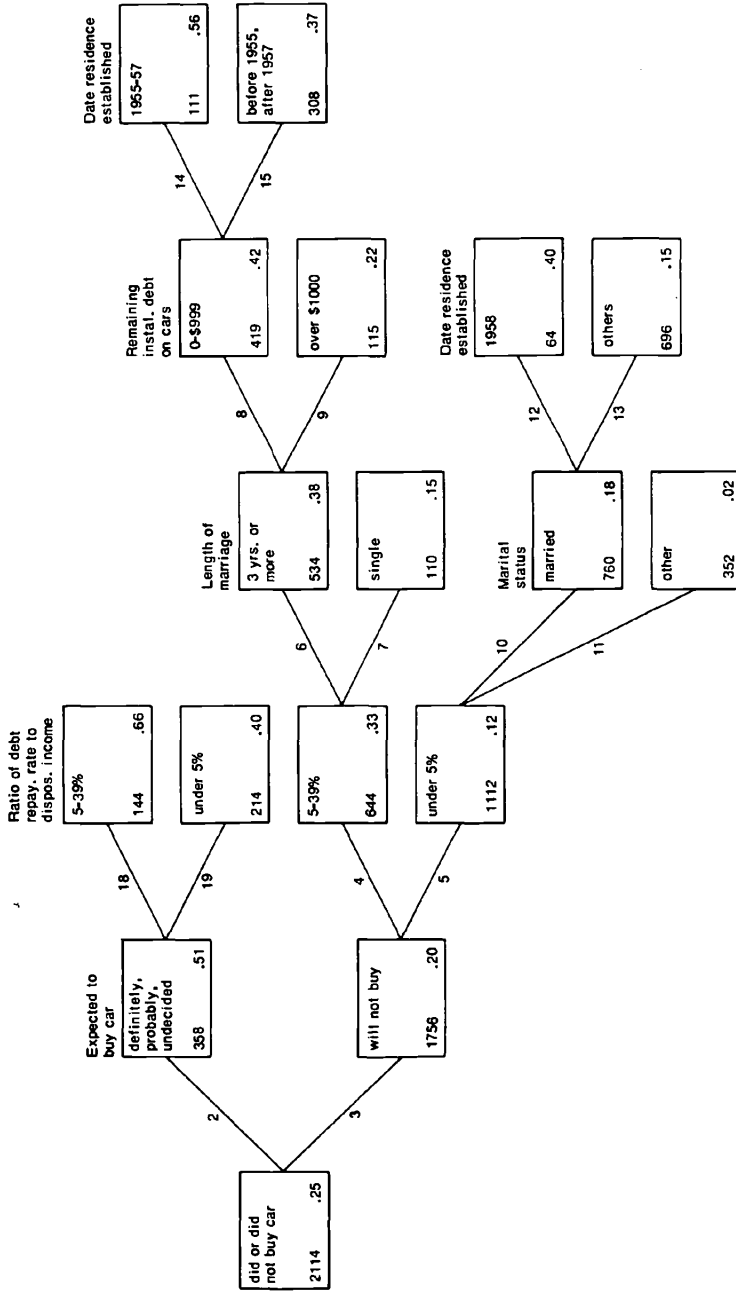 did or did
not buy car
2114 .25
2
3
Expected to
buy car
definitely,
probably,
undecided
358 .51
will not buy
1756 .20
18
19
4
5
Ratio of debt
repay. rate to
dispos. income
5-39%
144 .66
under 5%
214 .40
5-39%
644 .33
under 5%
1112 .12
6
7
10
11
Length of
marriage
3 yrs. or
more
534 .38
single
110 .15
Marital
status
married
760 .18
other
352 .02
8
9
12
13
Remaining
instal. debt
on cars
0-$999
419 .42
over $1000
115 .22
Date residence
established
1958
64 .40
others
696 .15
14
15
Date residence
established
1955-57
111 .56
before 1955,
after 1957
308 .37